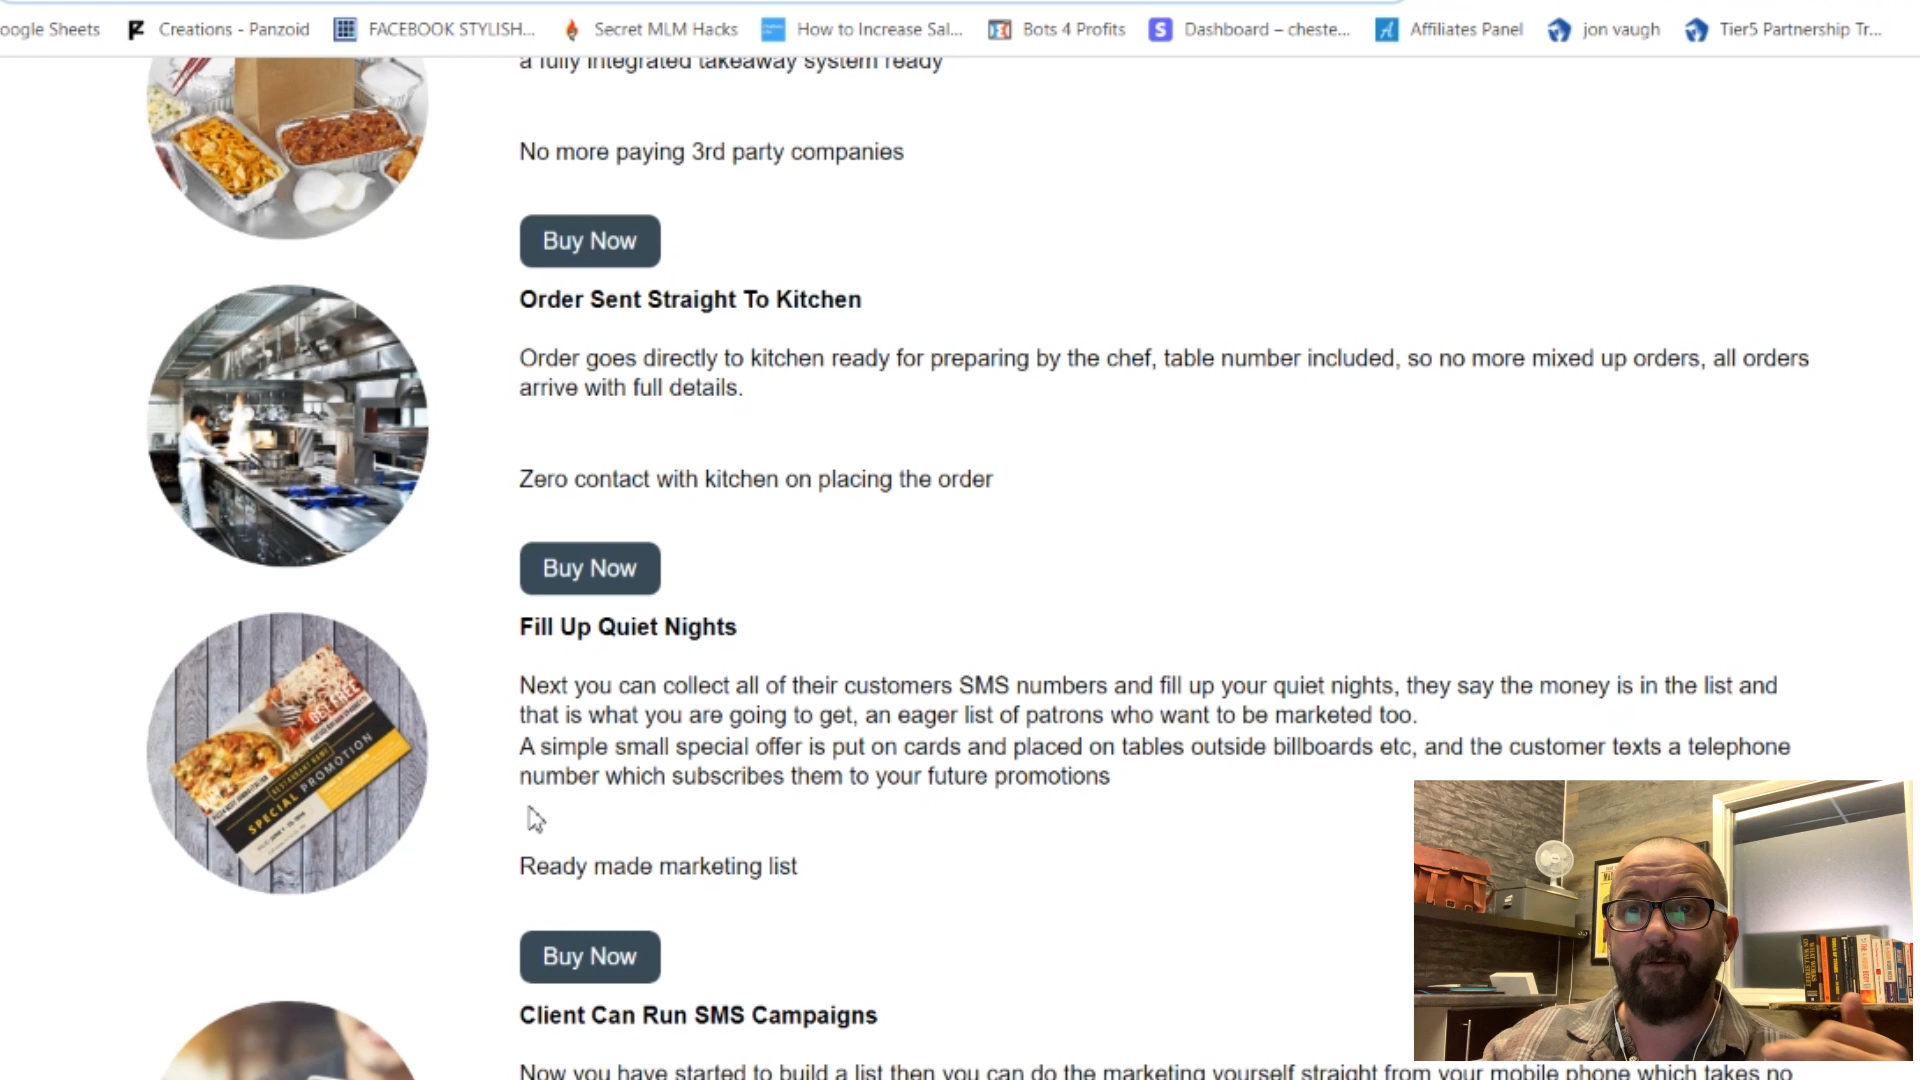 oogle Sheets
Creations - Panzoid
FACEBOOK STYLISH...
Secret MLM Hacks
How to Increase Sal...
Bots 4 Profits
Dashboard – cheste...
Affiliates Panel
jon vaugh
Tier5 Partnership Tr...
a fully integrated takeaway system ready
No more paying 3rd party companies
Buy Now
Order Sent Straight To Kitchen
Order goes directly to kitchen ready for preparing by the chef, table number included, so no more mixed up orders, all orders
arrive with full details.
Zero contact with kitchen on placing the order
Buy Now
Fill Up Quiet Nights
Next you can collect all of their customers SMS numbers and fill up your quiet nights, they say the money is in the list and
that is what you are going to get, an eager list of patrons who want to be marketed too.
A simple small special offer is put on cards and placed on tables outside billboards etc, and the customer texts a telephone
number which subscribes them to your future promotions
GET FREE
RESTAURANT NAME
SPECIAL PROMOTION
Ready made marketing list
Buy Now
Client Can Run SMS Campaigns
Now you have started to build a list then you can do the marketing yourself straight from your mobile phone which takes no